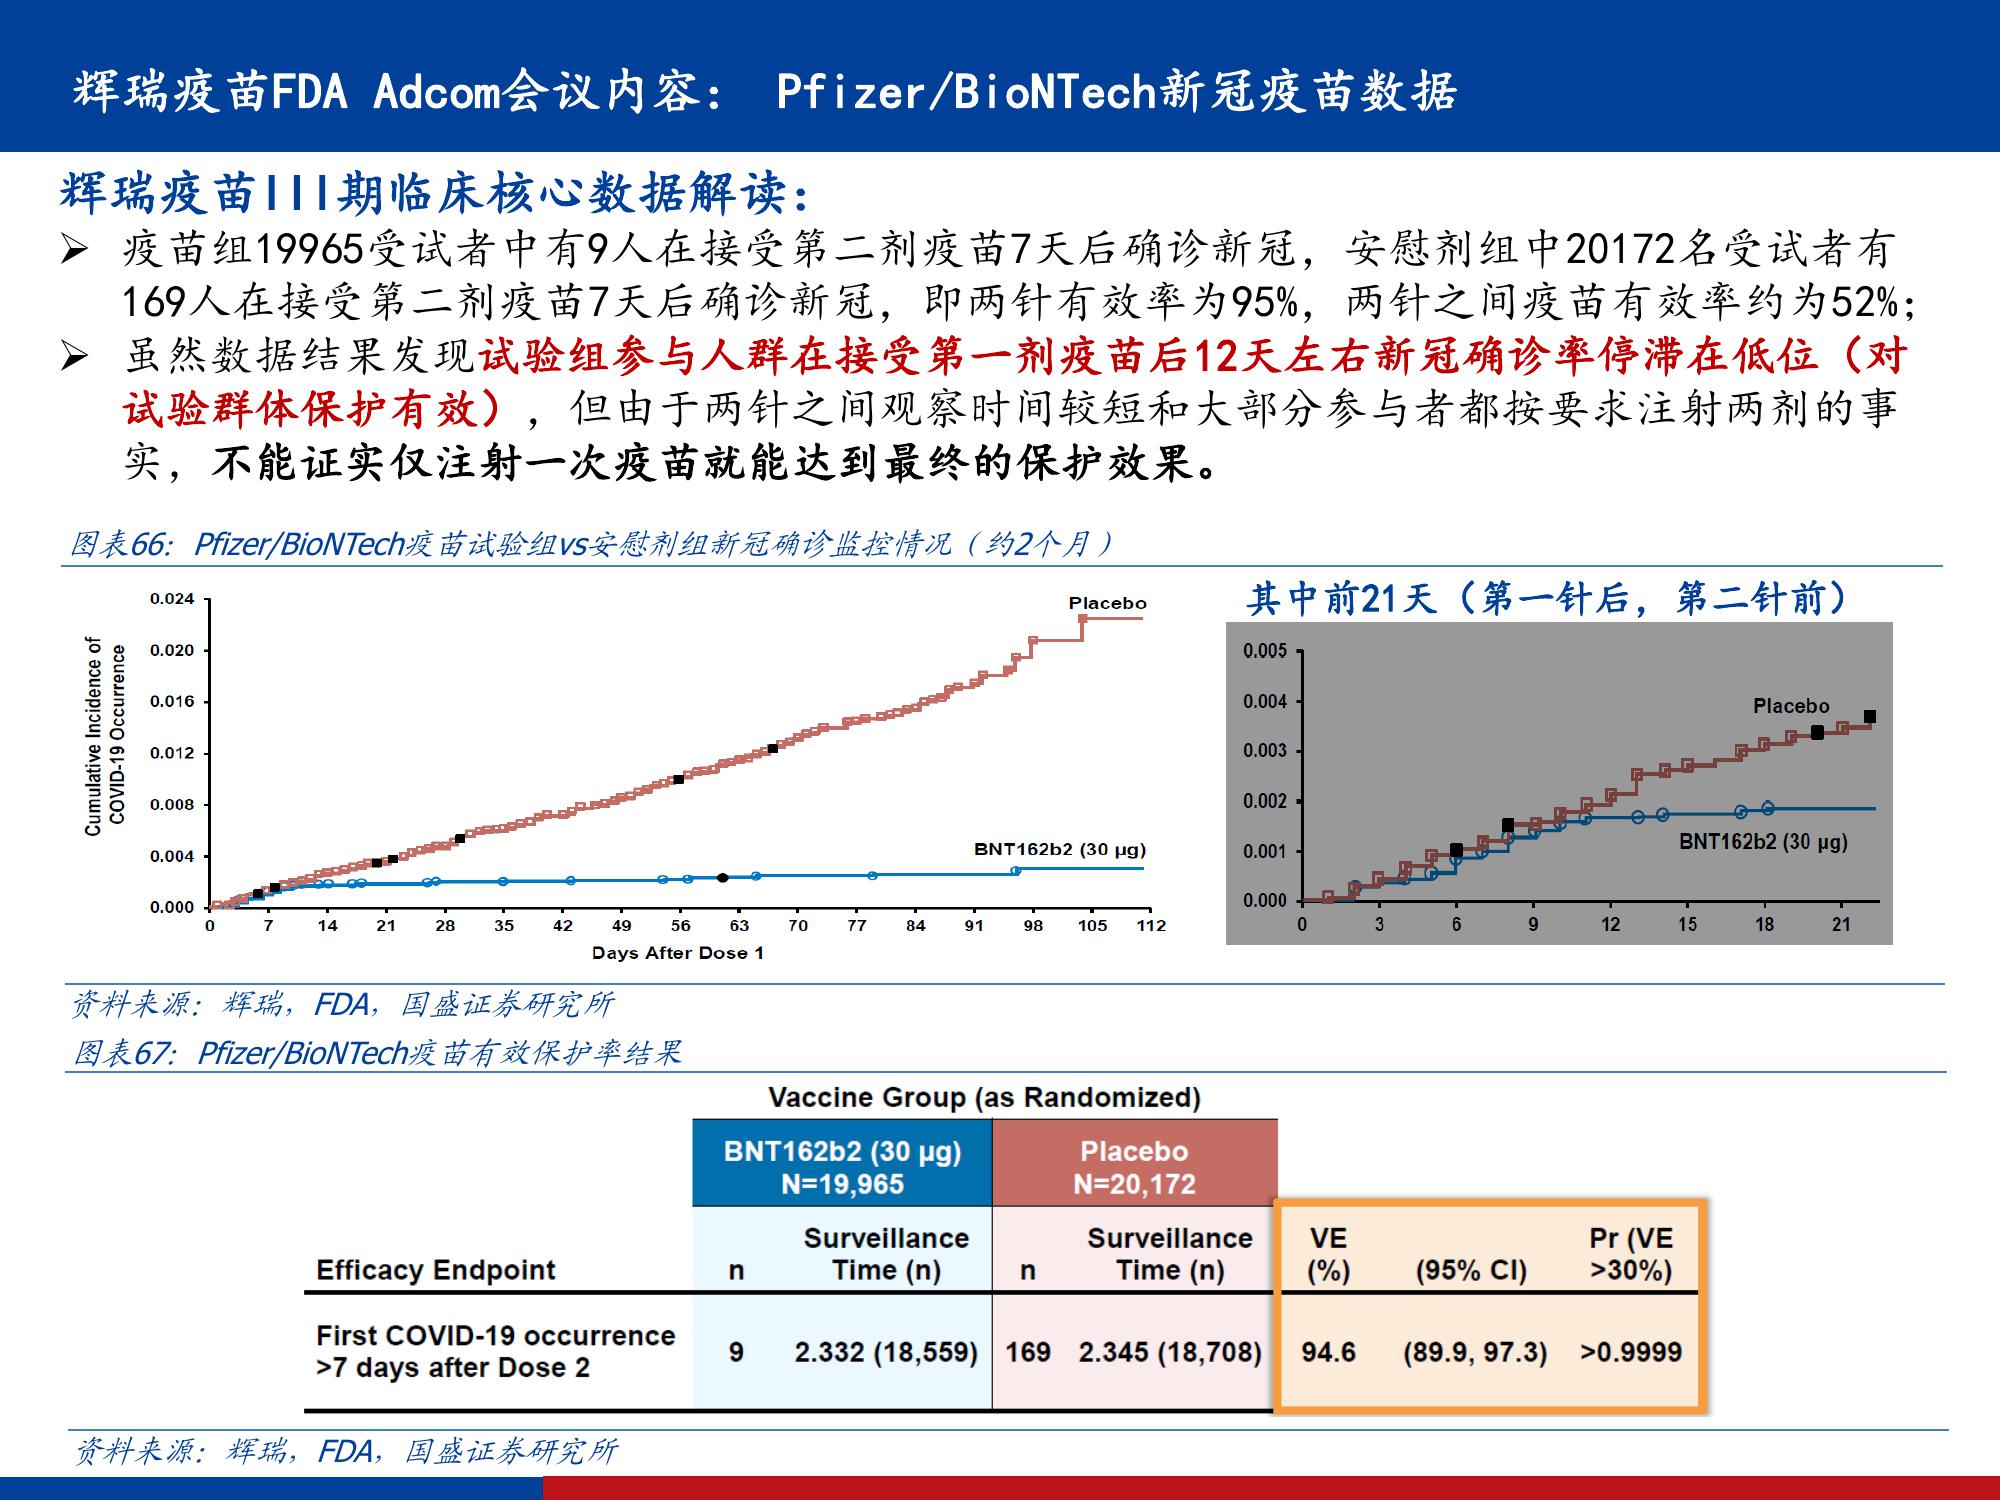 辉瑞疫苗FDA Adcom会议内容： Pfizer/BioNTech新冠疫苗数据
辉瑞疫苗III期临床核心数据解读：
➢ 疫苗组19965受试者中有9人在接受第二剂疫苗7天后确诊新冠，安慰剂组中20172名受试者有
169人在接受第二剂疫苗7天后确诊新冠，即两针有效率为95%，两针之间疫苗有效率约为52%；
➢ 虽然数据结果发现试验组参与人群在接受第一剂疫苗后12天左右新冠确诊率停滞在低位（对
试验群体保护有效），但由于两针之间观察时间较短和大部分参与者都按要求注射两剂的事
实，不能证实仅注射一次疫苗就能达到最终的保护效果。
图表66：Pfizer/BioNTech疫苗试验组vs安慰剂组新冠确诊监控情况（约2个月）
Cumulative Incidence of
COVID-19 Occurrence
0.024
0.020
0.016
0.012
0.008
0.004
0.000
Placebo
BNT162b2 (30 μg)
0 7 14 21 28 35 42 49 56 63 70 77 84 91 98 105 112
Days After Dose 1
其中前21天（第一针后，第二针前）
0.005
0.004
0.003
0.002
0.001
0.000
Placebo
BNT162b2 (30 μg)
0 3 6 9 12 15 18 21
资料来源：辉瑞，FDA，国盛证券研究所
图表67：Pfizer/BioNTech疫苗有效保护率结果
Vaccine Group (as Randomized)
BNT162b2 (30 μg) Placebo
N=19,965 N=20,172
Surveillance Surveillance VE Pr (VE
Efficacy Endpoint n Time (n) n Time (n) (%) (95% CI) >30%)
First COVID-19 occurrence
>7 days after Dose 2 9 2.332 (18,559) 169 2.345 (18,708) 94.6 (89.9, 97.3) >0.9999
资料来源：辉瑞，FDA，国盛证券研究所